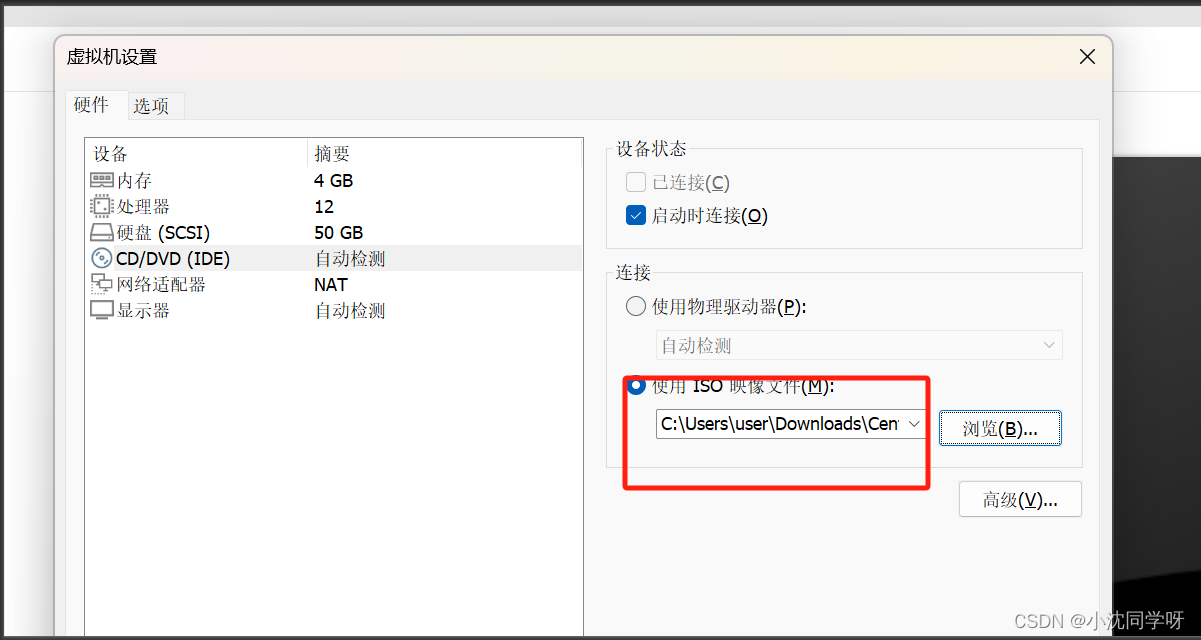 虚拟机设置
硬件 选项
设备 摘要
内存 4 GB
处理器 12
硬盘 (SCSI) 50 GB
CD/DVD (IDE) 自动检测
网络适配器 NAT
显示器 自动检测
设备状态
已连接(C)
启动时连接(O)
连接
使用物理驱动器(P):
自动检测
使用 ISO 映像文件(M):
C:\Users\user\Downloads\Cen
浏览(B)...
高级(V)...
CSDN @小沈同学呀